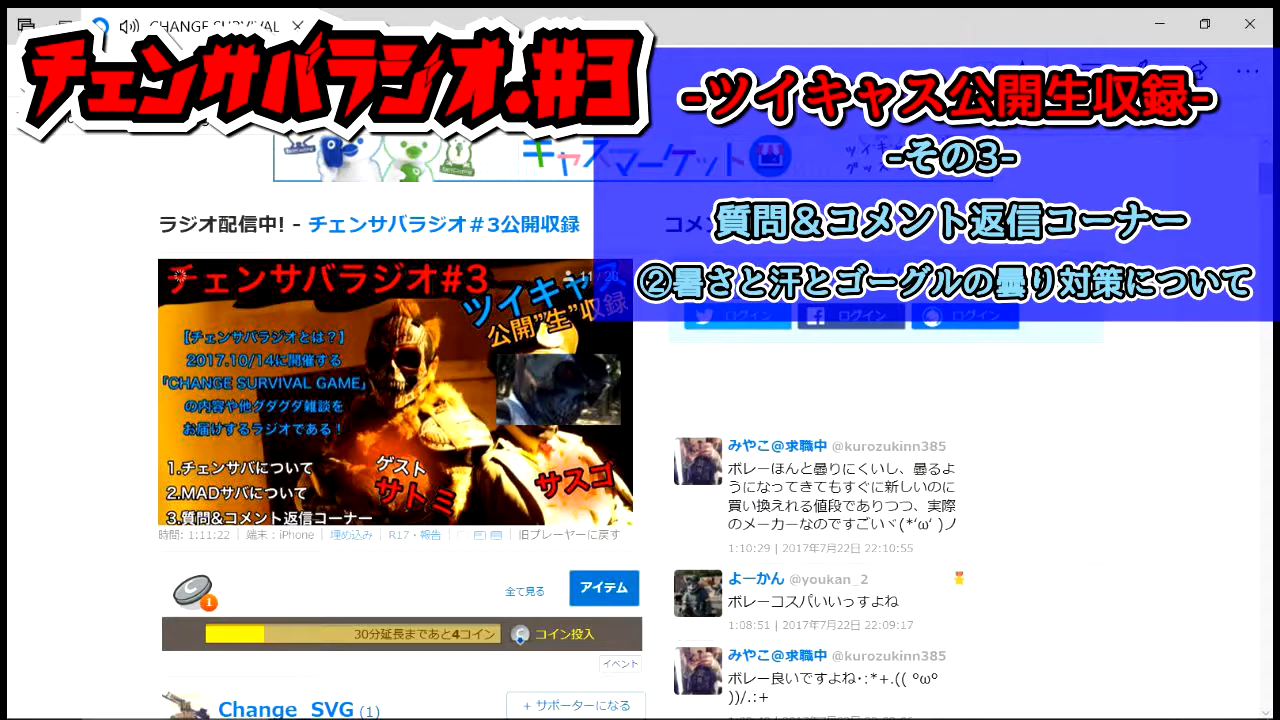 CHANGE SURVIVAL
チェンサバラジオ.#3
-ツイキャス公開生収録-
-その3-
質問＆コメント返信コーナー
②暑さと汗とゴーグルの曇り対策について
キャスマーケット
ラジオ配信中! - チェンサバラジオ＃3公開収録
コメン
チェンサバラジオ#3
ツイキャス
公開”生”収録
【チェンサバラジオとは？】
2017.10/14に開催する
「CHANGE SURVIVAL GAME」
の内容や他グダグダ雑談を
お届けするラジオである！
1.チェンサバについて
2.MADサバについて
3.質問&コメント返信コーナー
ゲスト
サトミ
サスゴ
ログイン
ログイン
ログイン
時間: 1:11:22 | 端末：iPhone | 埋め込み | R17・報告 | 旧プレーヤーに戻す
全て見る
アイテム
1
30分延長まであと4コイン
コイン投入
イベント
Change_SVG (1)
+ サポーターになる
みやこ@求職中 @kurozukinn385
ボレーほんと曇りにくいし、曇るよ
うになってきてもすぐに新しいのに
買い換えれる値段でありつつ、実際
のメーカーなのですごいヾ(*‘ω‘ )ノ
1:10:29 | 2017年7月22日 22:10:55
よーかん @youkan_2
ボレーコスパいいっすよね
1:08:51 | 2017年7月22日 22:09:17
みやこ@求職中 @kurozukinn385
ボレー良いですよね･:*+.(( °ω°
))/.:+